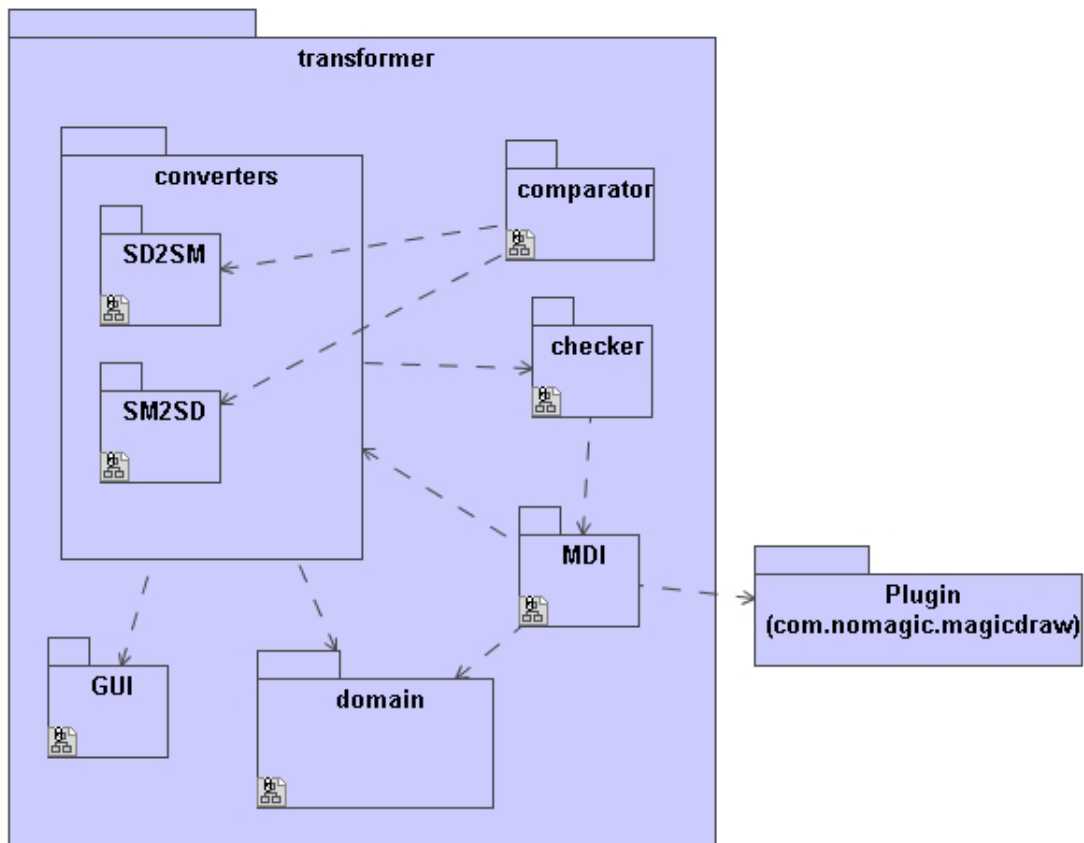 transformer
converters
comparator
SD2SM
checker
SM2SD
MDI
Plugin
(com.nomagic.magicdraw)
GUI
domain